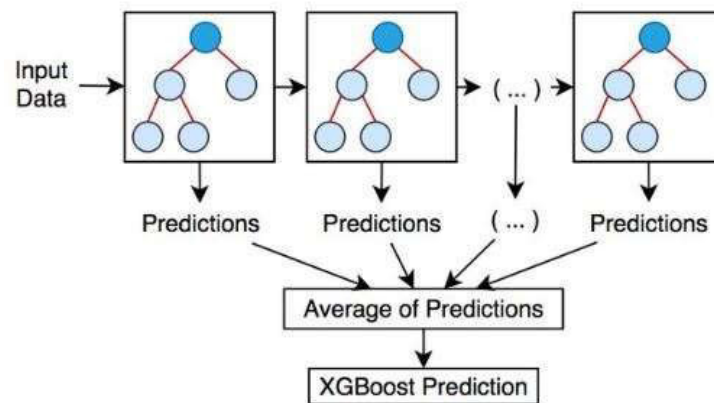 Input
Data
( ... )
Predictions
Predictions
( ... )
Predictions
Average of Predictions
XGBoost Prediction